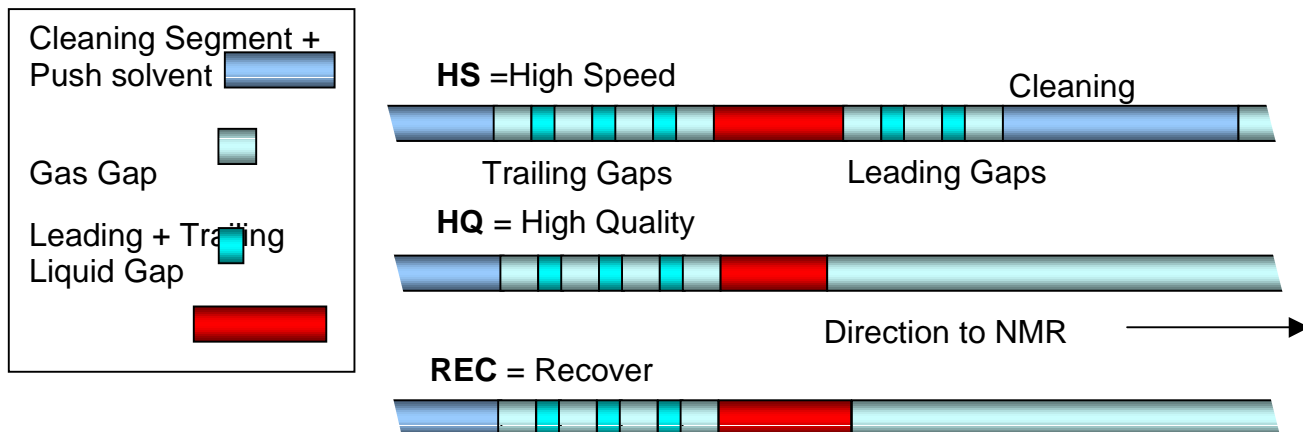 Cleaning Segment +
Push solvent
Gas Gap
Leading + Trailing
Liquid Gap
HS =High Speed
Cleaning
Trailing Gaps
Leading Gaps
HQ = High Quality
Direction to NMR
REC = Recover